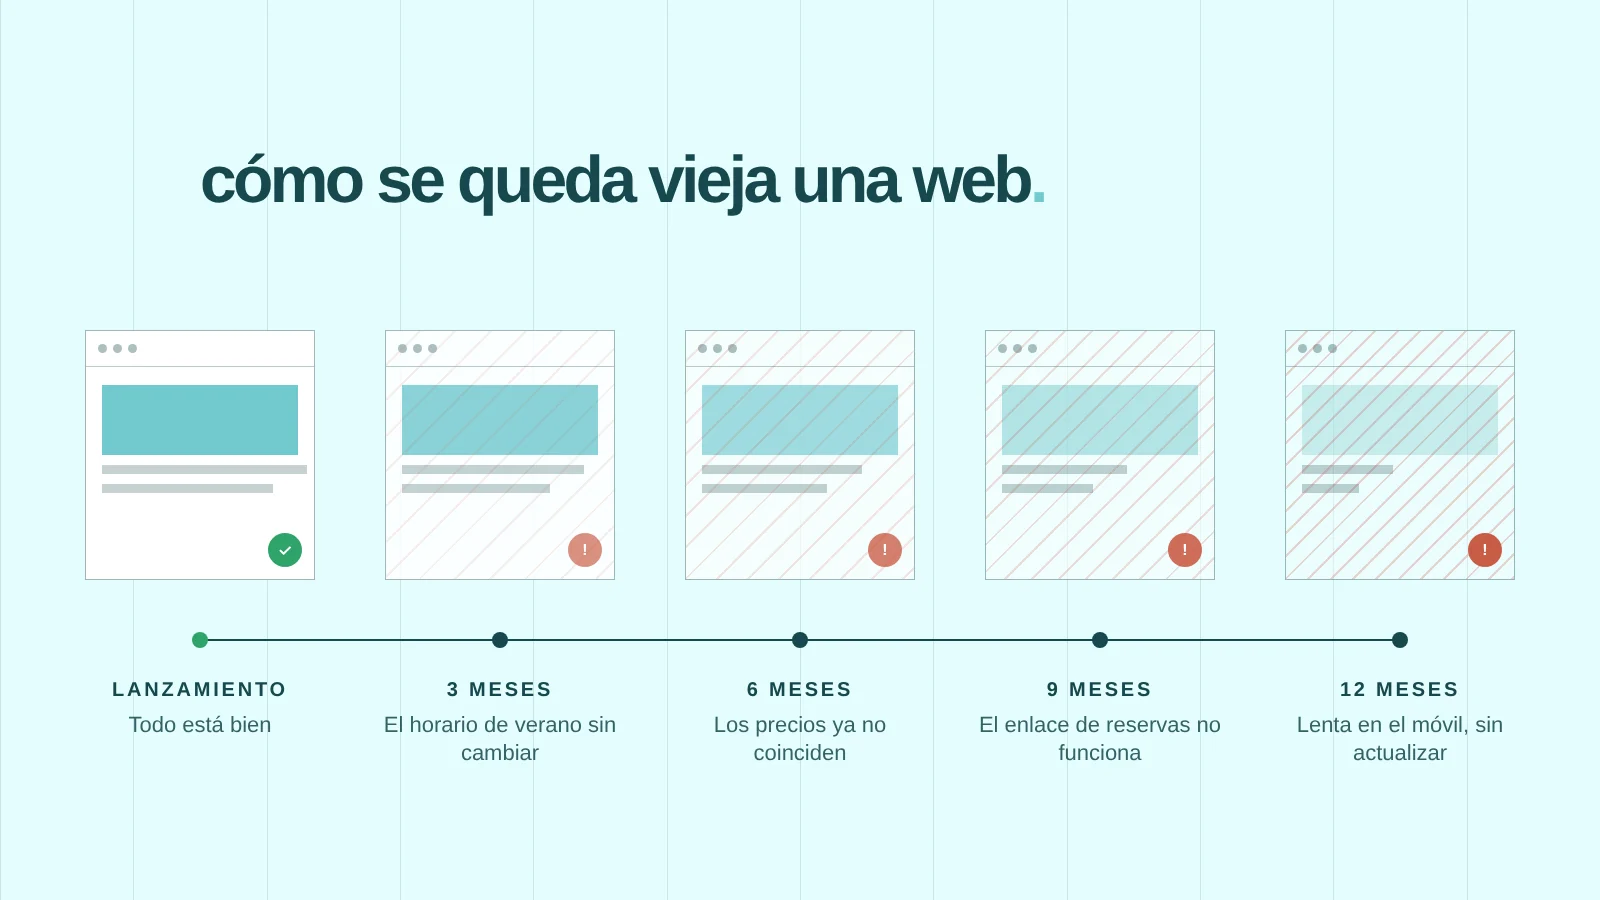 cómo se queda vieja una web.
!
!
!
!
LANZAMIENTO
Todo está bien
3 MESES
El horario de verano sin
cambiar
6 MESES
Los precios ya no
coinciden
9 MESES
El enlace de reservas no
funciona
12 MESES
Lenta en el móvil, sin
actualizar